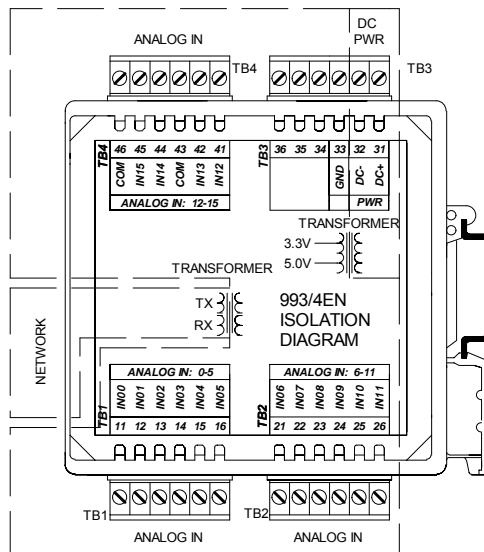 ANALOG IN
DC
PWR
TB4
TB3
46 45 44 43 42 41
TB4
COM IN15 IN14 COM IN13 IN12
ANALOG IN: 12-15
36 35 34 33 32 31
TB3
GND DC- DC+
PWR
TRANSFORMER
3.3V
5.0V
TRANSFORMER
TX
RX
993/4EN
ISOLATION
DIAGRAM
NETWORK
ANALOG IN: 0-5
TB1
IN00 IN01 IN02 IN03 IN04 IN05
11 12 13 14 15 16
ANALOG IN: 6-11
TB2
IN06 IN07 IN08 IN09 IN10 IN11
21 22 23 24 25 26
TB1
TB2
ANALOG IN
ANALOG IN